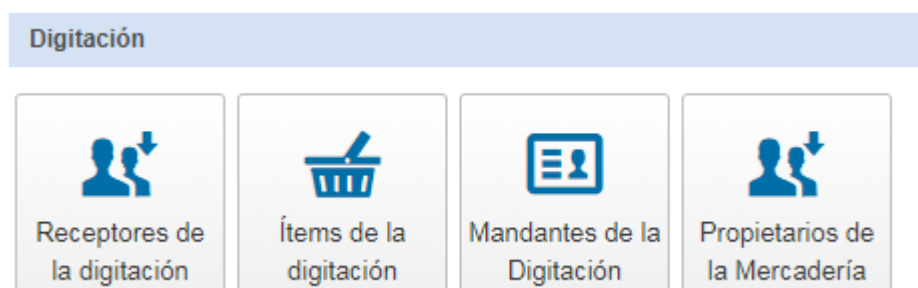 Digitación
Receptores de
la digitación
Ítems de la
digitación
Mandantes de la
Digitación
Propietarios de
la Mercadería